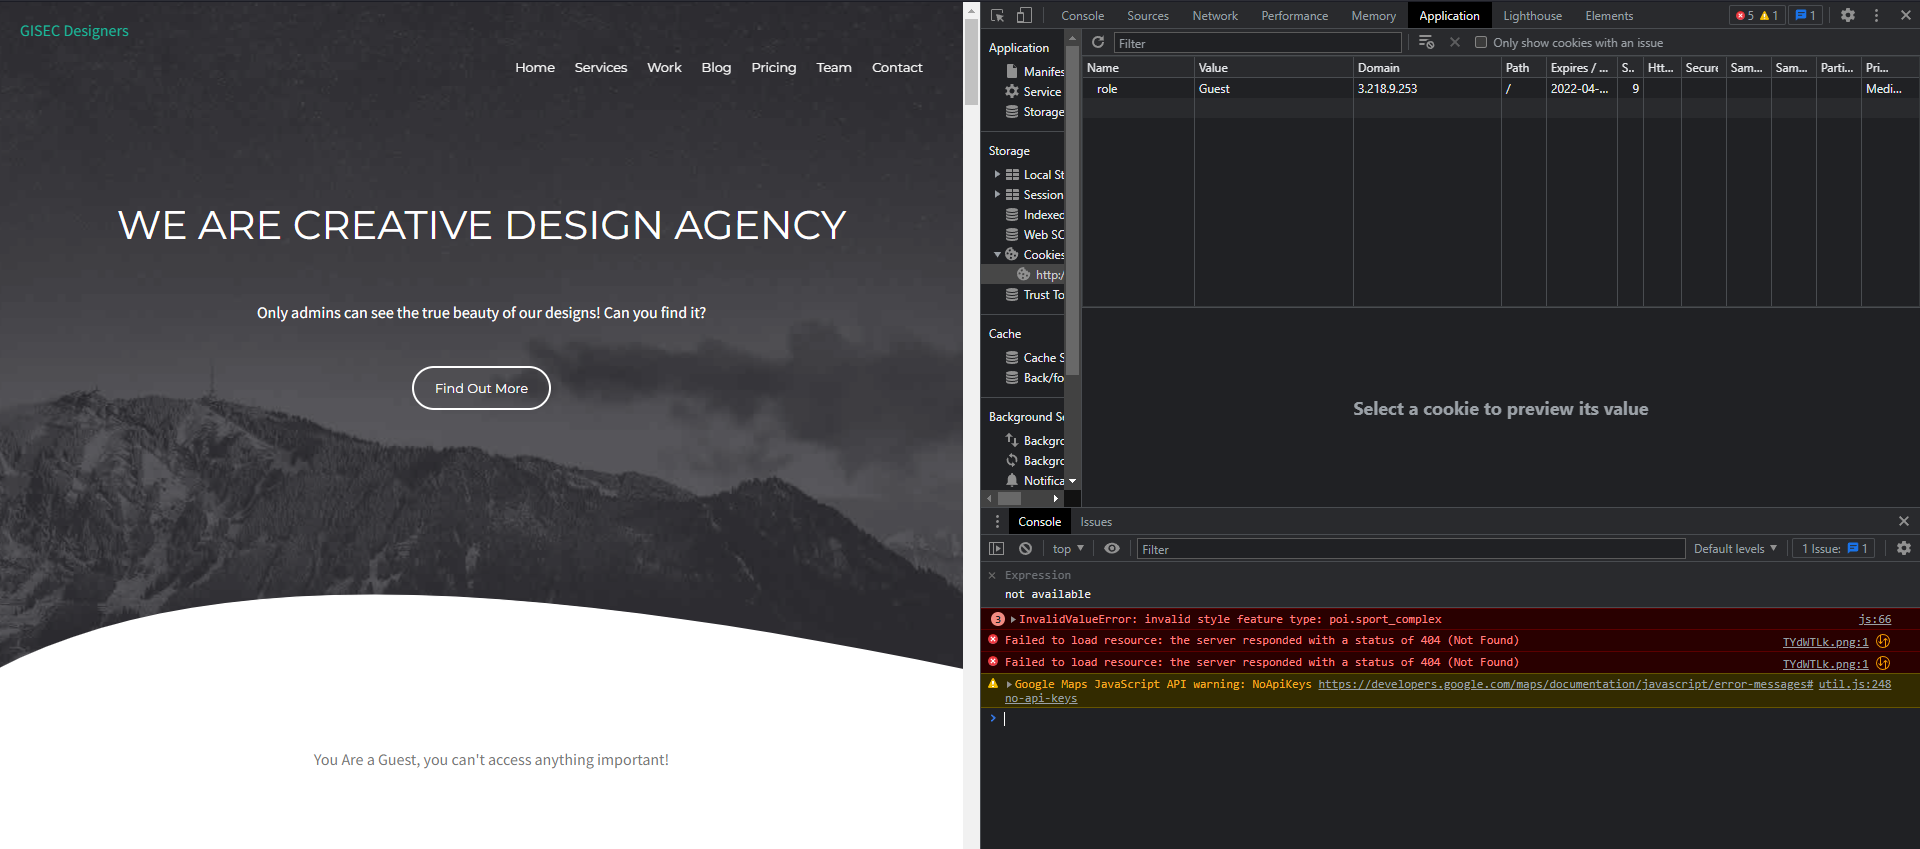 GISEC Designers
Home Services Work Blog Pricing Team Contact
WE ARE CREATIVE DESIGN AGENCY
Only admins can see the true beauty of our designs! Can you find it?
Find Out More
You Are a Guest, you can't access anything important!
Console Sources Network Performance Memory Application Lighthouse Elements 5 1 1
Application
Manifes
Service
Storage
Storage
Local St
Session
Indexed
Web SC
Cookies
http:/
Trust To
Cache
Cache S
Back/fo
Background Se
Backgro
Backgro
Notifica
Filter Only show cookies with an issue
Name Value Domain Path Expires / ... S.. Htt... Secure Sam... Sam... Parti... Pri...
role Guest 3.218.9.253 / 2022-04-... 9 Medi...
Select a cookie to preview its value
Console Issues
top Filter Default levels 1 Issue: 1
Expression
not available
3 InvalidValueError: invalid style feature type: poi.sport_complex js:66
Failed to load resource: the server responded with a status of 404 (Not Found) TYdWTLk.png:1
Failed to load resource: the server responded with a status of 404 (Not Found) TYdWTLk.png:1
Google Maps JavaScript API warning: NoApiKeys https://developers.google.com/maps/documentation/javascript/error-messages# util.js:248
no-api-keys